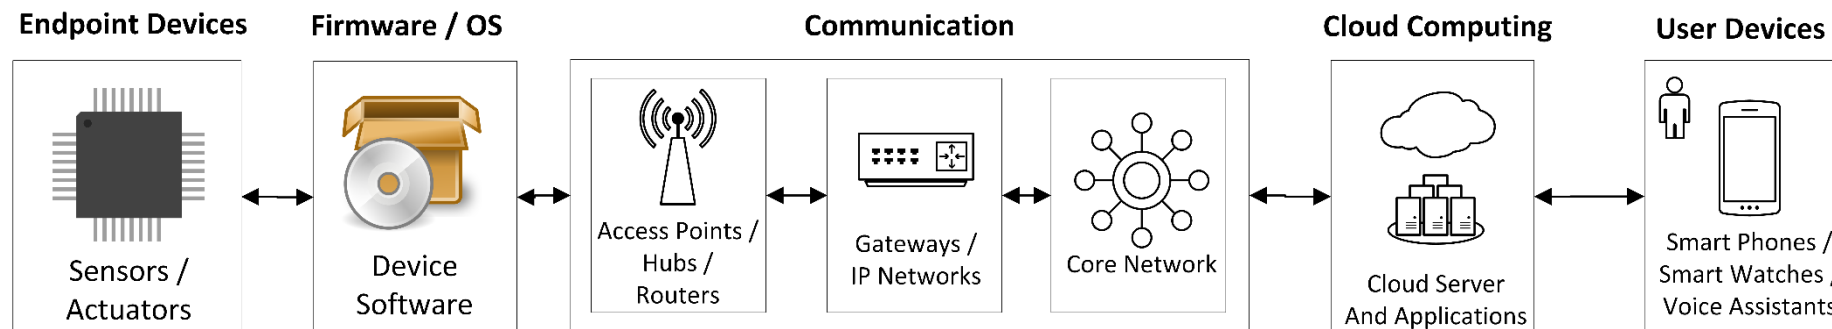 Endpoint Devices
Firmware / OS
Communication
Cloud Computing
User Devices
Sensors /
Actuators
Device
Software
Access Points /
Hubs /
Routers
Gateways /
IP Networks
Core Network
Cloud Server
And Applications
Smart Phones /
Smart Watches /
Voice Assistants